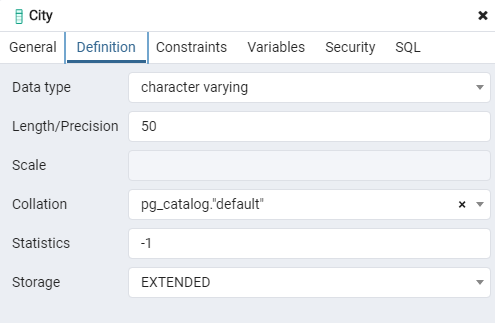 City
General Definition Constraints Variables Security SQL
Data type character varying
Length/Precision 50
Scale
Collation pg_catalog."default"
Statistics -1
Storage EXTENDED